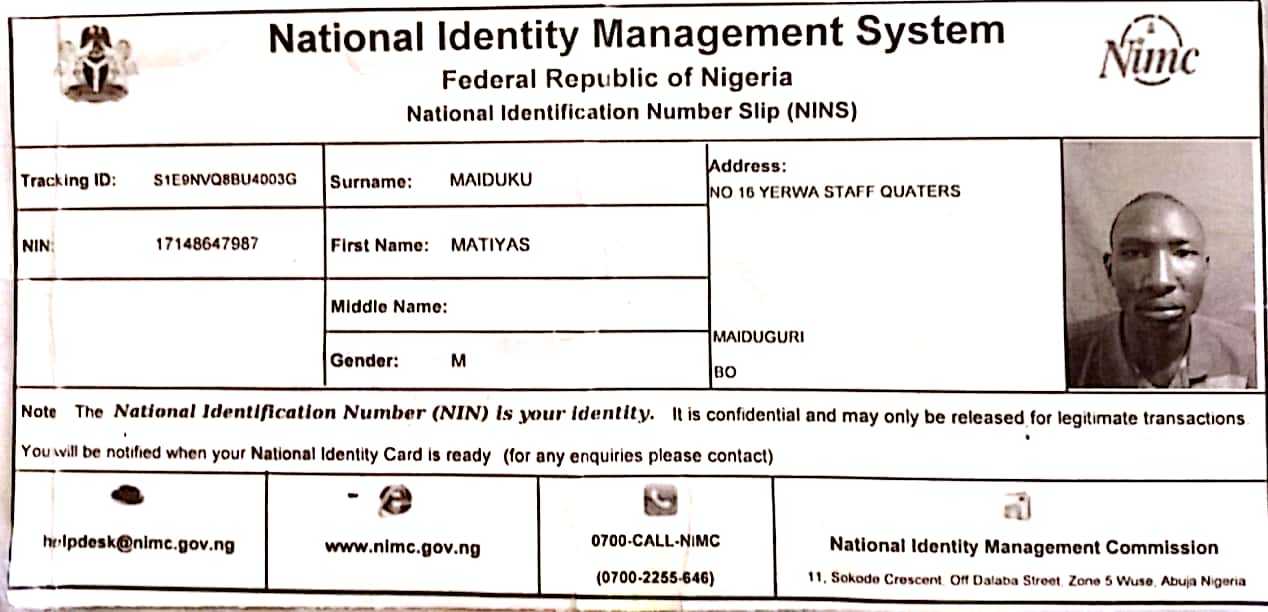 National Identity Management System
Federal Republic of Nigeria
National Identification Number Slip (NINS)
Nimc
Tracking ID: S1E9NVQ8BU4D03G
Surname: MAIDUKU
Address:
NO 16 YERWA STAFF QUATERS
NIN: 17148647987
First Name: MATIYAS
Middle Name:
MAIDUGURI
Gender: M
BO
Note The National Identification Number (NIN) is your identity. It is confidential and may only be released for legitimate transactions
You will be notified when your National Identity Card is ready (for any enquiries please contact)
helpdesk@nimc.gov.ng
www.nimc.gov.ng
0700-CALL-NIMC
(0700-2255-646)
National Identity Management Commission
11, Sokode Crescent, Off Dalaba Street, Zone 5 Wuse, Abuja Nigeria